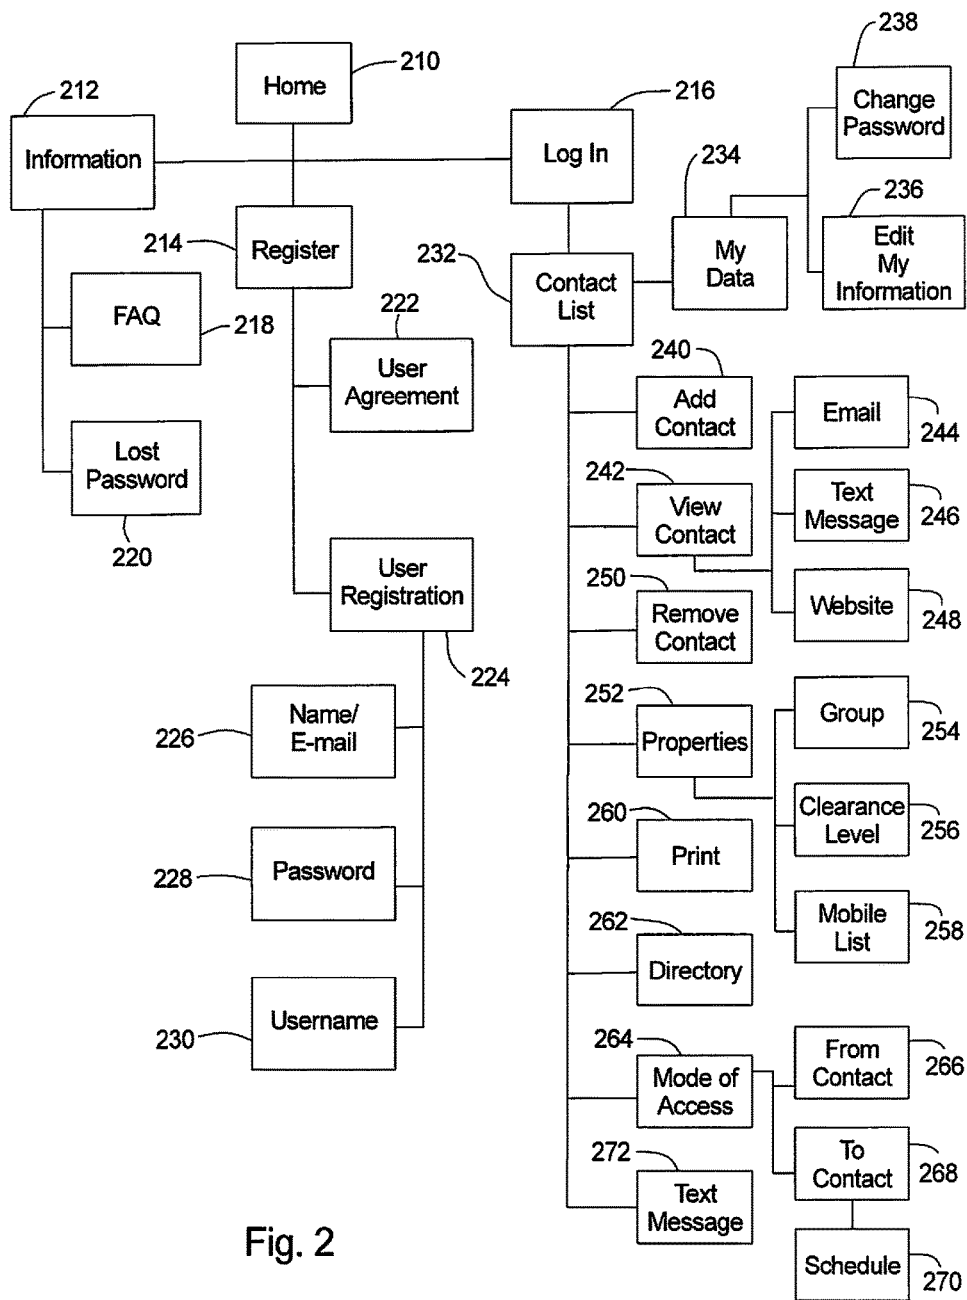 238
210
Home
212
216
Change
Password
Information
Log In
234
236
214
Register
232
Contact
List
My
Data
Edit
My
Information
FAQ
218
222
User
Agreement
240
Add
Contact
Email
244
Lost
Password
220
242
View
Contact
Text
Message
246
User
Registration
224
250
Remove
Contact
Website
248
226
Name/
E-mail
252
Properties
Group
254
260
Print
Clearance
Level
256
228
Password
262
Directory
Mobile
List
258
230
Username
264
Mode of
Access
From
Contact
266
272
Text
Message
To
Contact
268
Schedule
270
Fig. 2